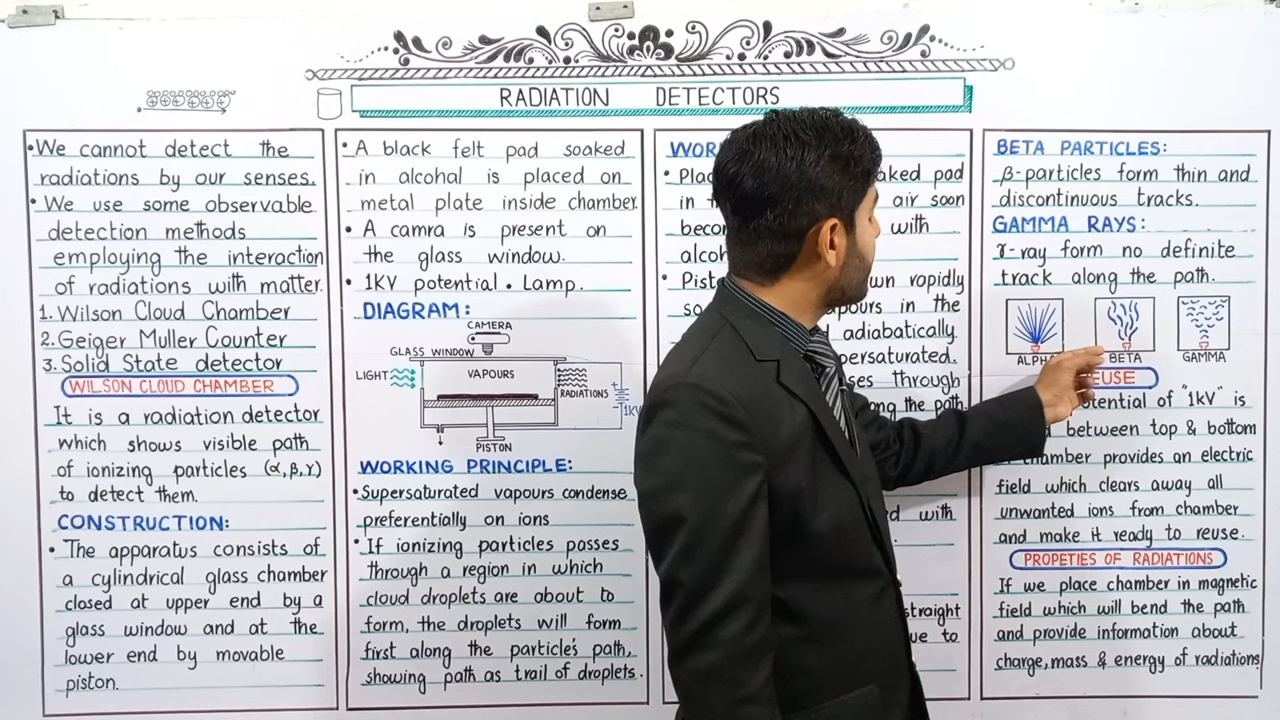 RADIATION DETECTORS
• We cannot detect the
radiations by our senses.
• We use some observable
detection methods
employing the interaction
of radiations with matter.
1. Wilson Cloud Chamber
2. Geiger Muller Counter
3. Solid State detector
WILSON CLOUD CHAMBER
It is a radiation detector
which shows visible path
of ionizing particles (α,β,γ)
to detect them.
CONSTRUCTION:
• The apparatus consists of
a cylindrical glass chamber
closed at upper end by a
glass window and at the
lower end by movable
piston.
• A black felt pad soaked
in alcohal is placed on
metal plate inside chamber.
• A camra is present on
the glass window.
• 1KV potential • Lamp.
DIAGRAM:
CAMERA
GLASS WINDOW
LIGHT
VAPOURS
RADIATIONS
1KV
PISTON
WORKING PRINCIPLE:
• Supersaturated vapours condense
preferentially on ions
• If ionizing particles passes
through a region in which
cloud droplets are about to
form, the droplets will form
first along the particle's path,
showing path as trail of droplets.
aked pad
in air soon
with
• wn ropidly
so pours in the
adiabatically
persaturated.
ses through
ong the path.
with
straight
to
BETA PARTICLES:
β-particles form thin and
discontinuous tracks.
GAMMA RAYS:
γ-ray form no definite
track along the path.
BETA
GAMMA
EUSE
of "1kV" is
between top & bottom
chamber provides an electric
field which clears away all
unwanted ions from chamber
and make it ready to reuse.
PROPETIES OF RADIATIONS
If we place chamber in magnetic
field which will bend the path
and provide information about
charge, mass & energy of radiations